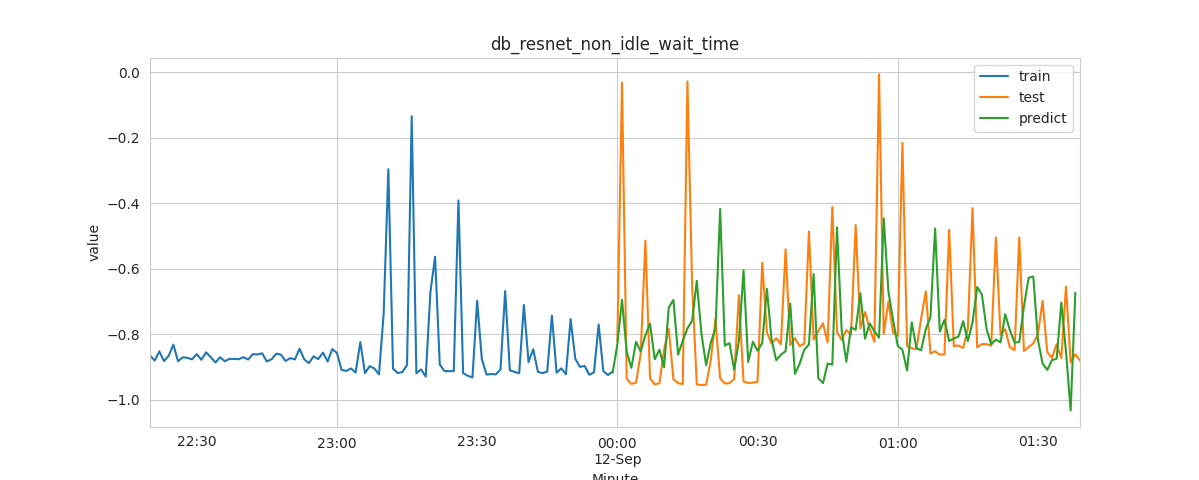 db_resnet_non_idle_wait_time
train
test
predict
value
0.0
−0.2
−0.4
−0.6
−0.8
−1.0
22:30
23:00
23:30
00:00
12-Sep
00:30
01:00
01:30
Minute